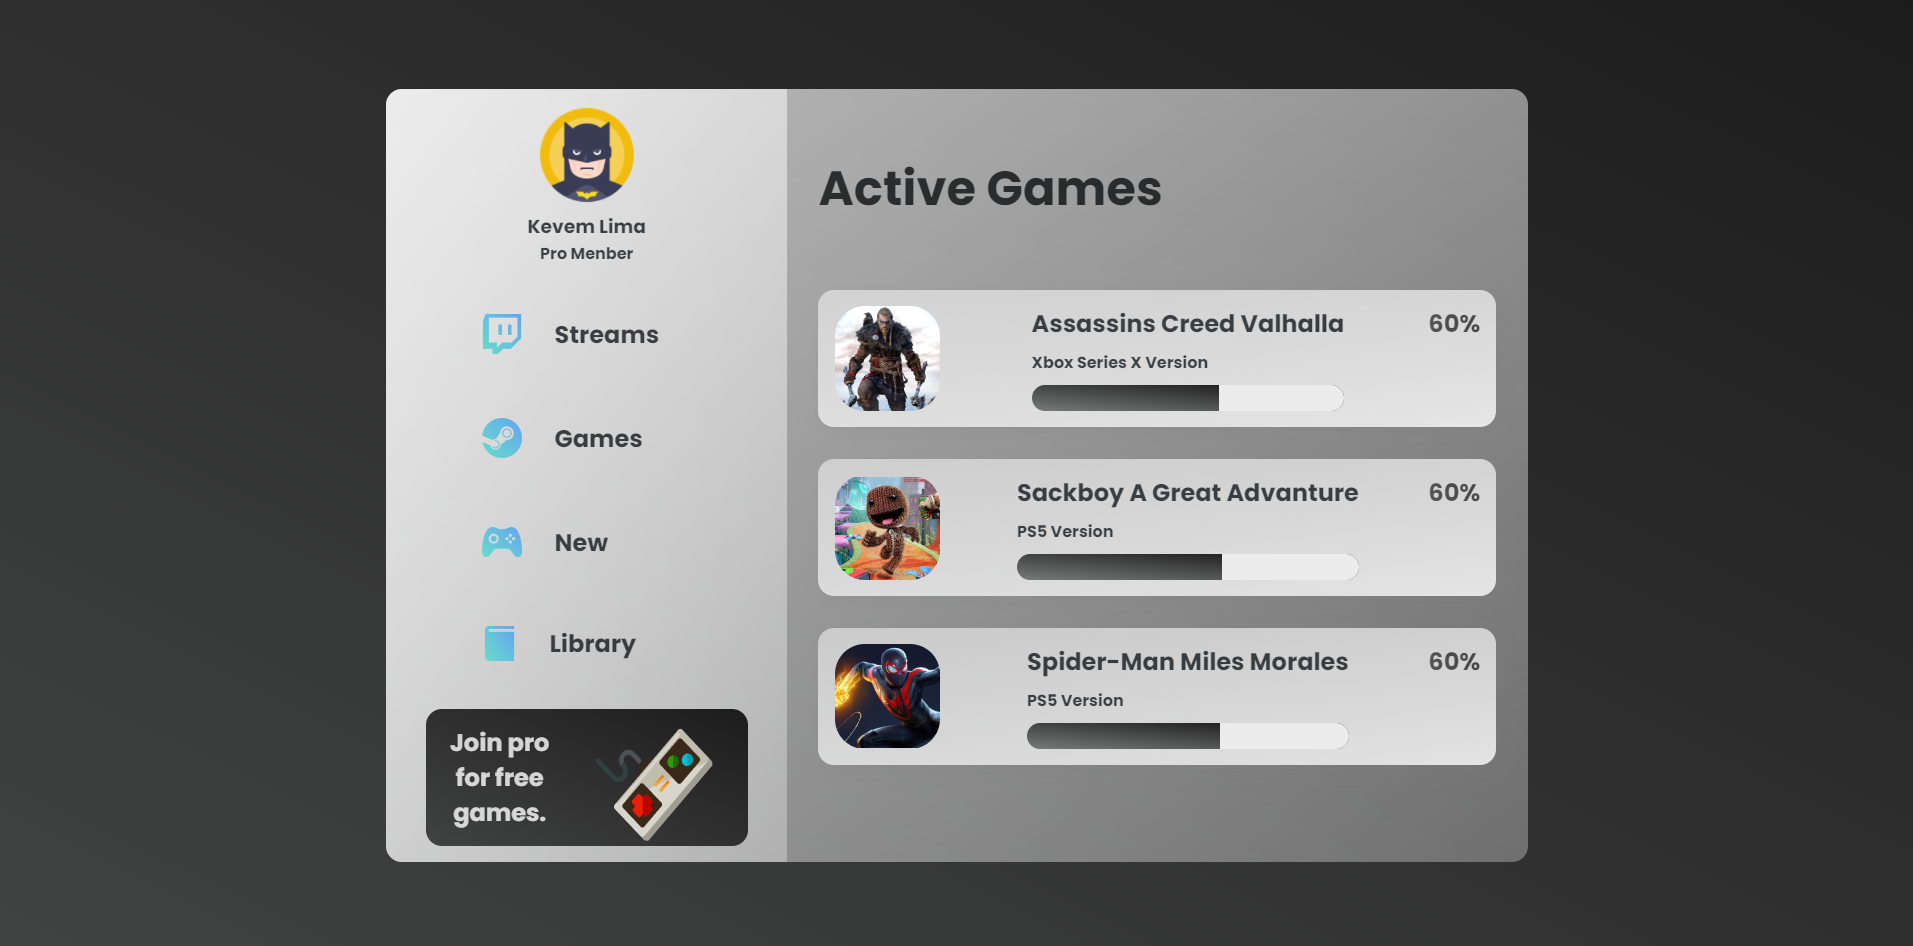 Kevem Lima
Pro Menber
Streams
Games
New
Library
Join pro
for free
games.
Active Games
Assassins Creed Valhalla
60%
Xbox Series X Version
Sackboy A Great Advanture
60%
PS5 Version
Spider-Man Miles Morales
60%
PS5 Version